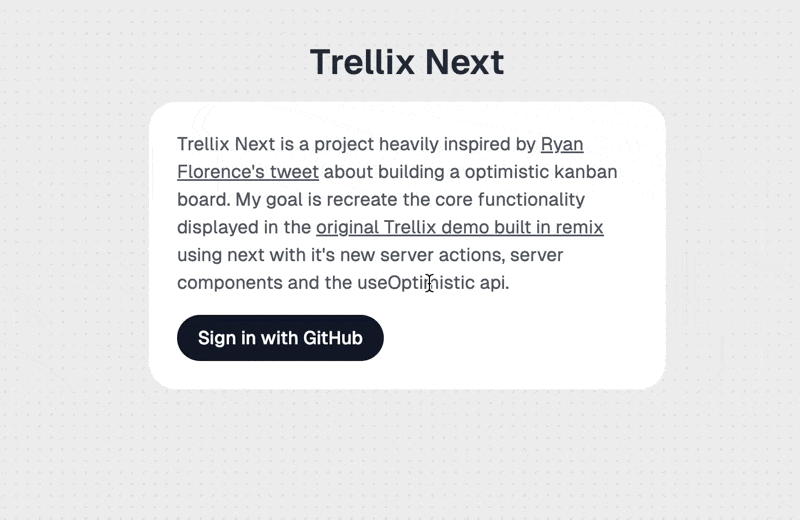 Trellix Next
Trellix Next is a project heavily inspired by Ryan
Florence's tweet about building a optimistic kanban
board. My goal is recreate the core functionality
displayed in the original Trellix demo built in remix
using next with it's new server actions, server
components and the useOptimistic api.
Sign in with GitHub